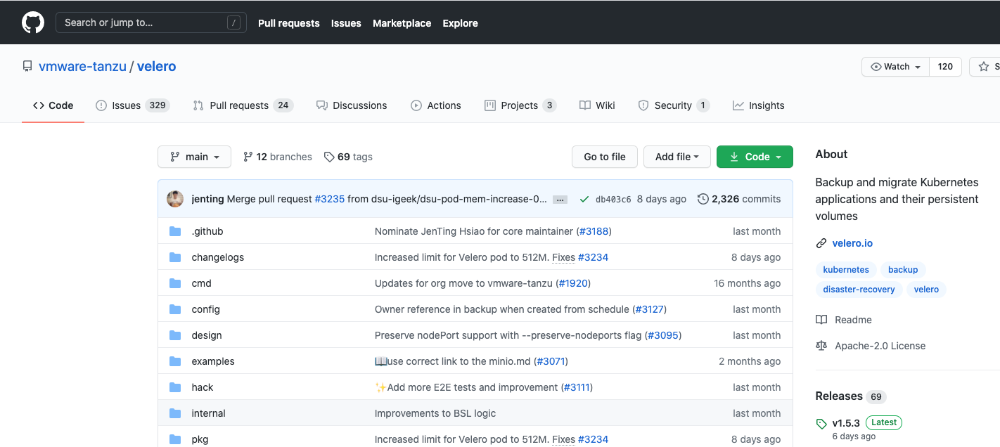 Search or jump to... / Pull requests Issues Marketplace Explore
vmware-tanzu / velero Watch 120 S
Code Issues 329 Pull requests 24 Discussions Actions Projects 3 Wiki Security 1 Insights
main 12 branches 69 tags Go to file Add file Code
jenting Merge pull request #3235 from dsu-igeek/dsu-pod-mem-increase-0... ... db403c6 8 days ago 2,326 commits
.github Nominate JenTing Hsiao for core maintainer (#3188) last month
changelogs Increased limit for Velero pod to 512M. Fixes #3234 8 days ago
cmd Updates for org move to vmware-tanzu (#1920) 16 months ago
config Owner reference in backup when created from schedule (#3127) last month
design Preserve nodePort support with --preserve-nodeports flag (#3095) last month
examples 📖use correct link to the minio.md (#3071) 2 months ago
hack ✨Add more E2E tests and improvement (#3111) last month
internal Improvements to BSL logic last month
pkg Increased limit for Velero pod to 512M. Fixes #3234 8 days ago
About
Backup and migrate Kubernetes
applications and their persistent
volumes
velero.io
kubernetes backup
disaster-recovery velero
Readme
Apache-2.0 License
Releases 69
v1.5.3 Latest
6 days ago